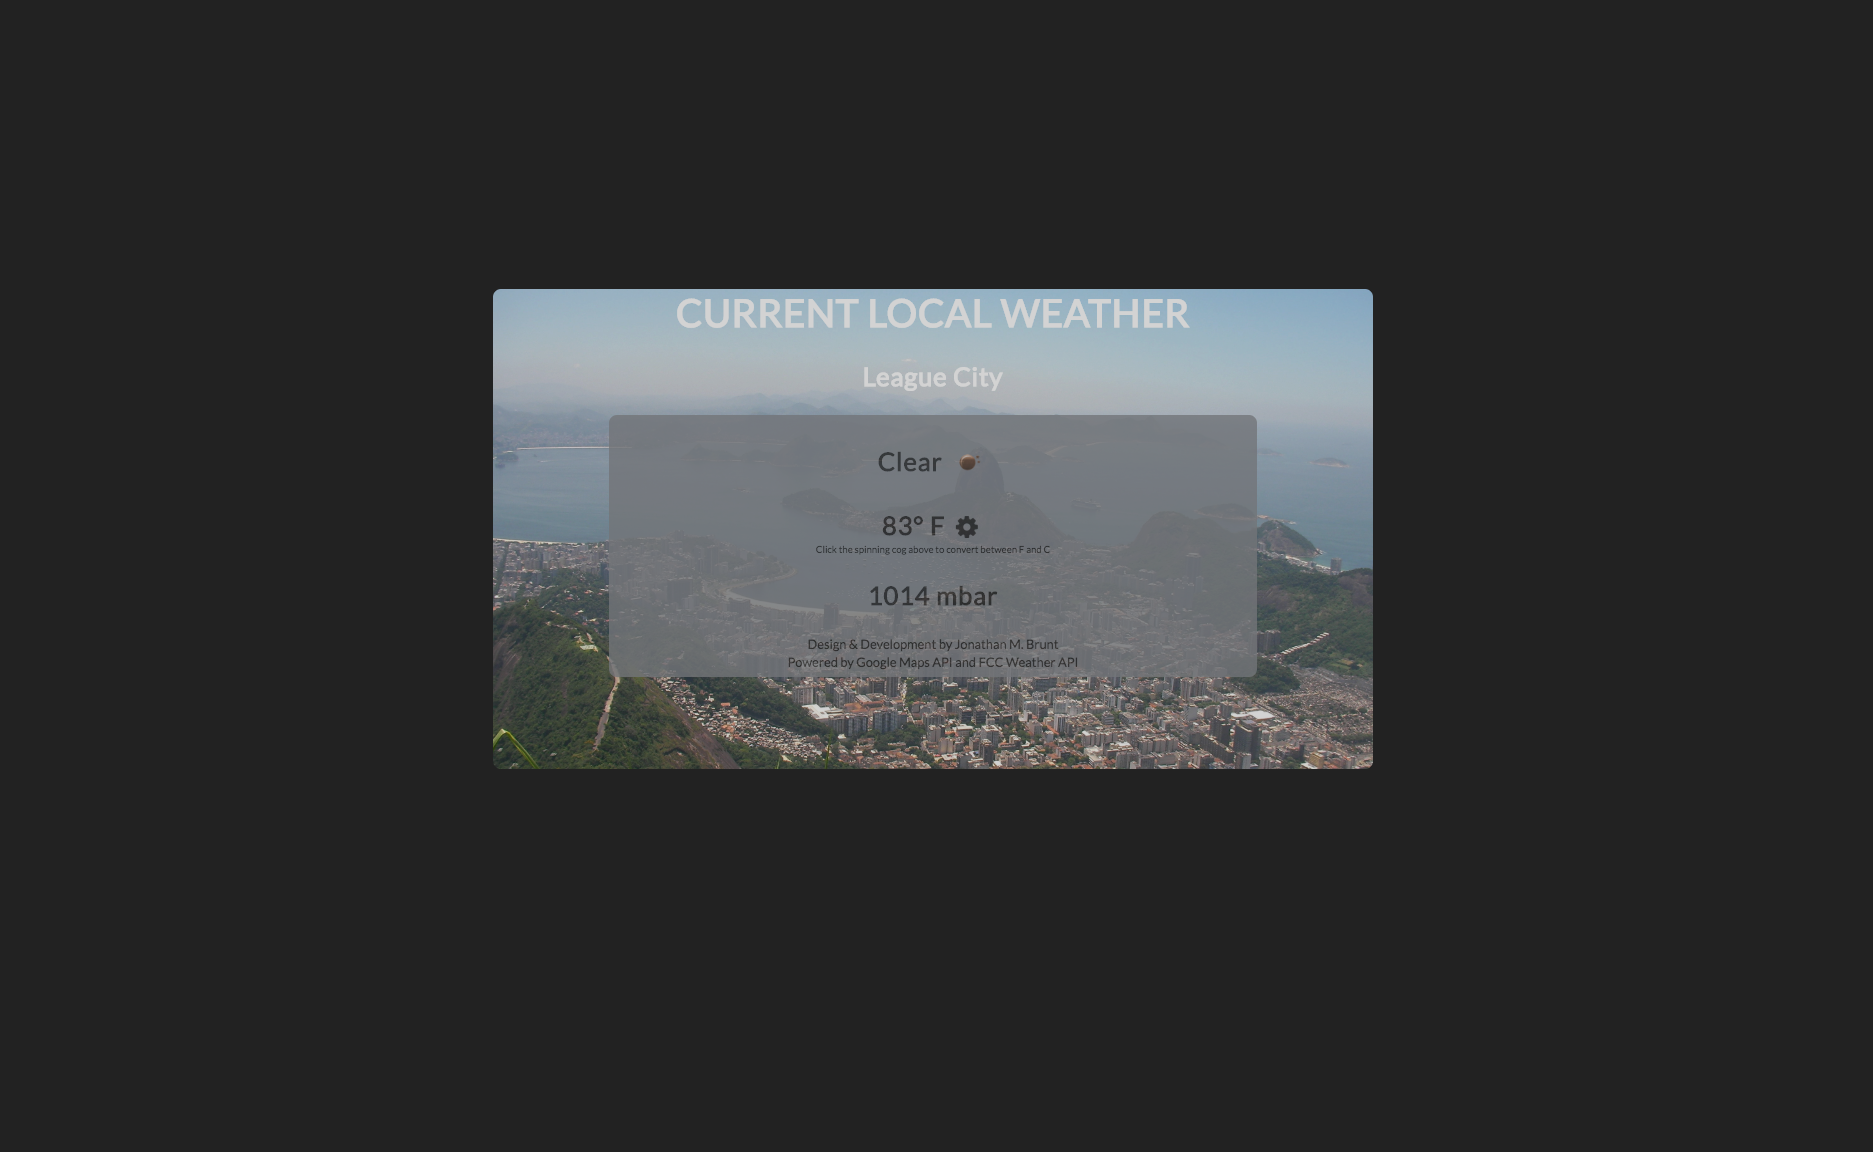 CURRENT LOCAL WEATHER
League City
Clear
83° F
Click the spinning cog above to convert between F and C
1014 mbar
Design & Development by Jonathan M. Brunt
Powered by Google Maps API and FCC Weather API